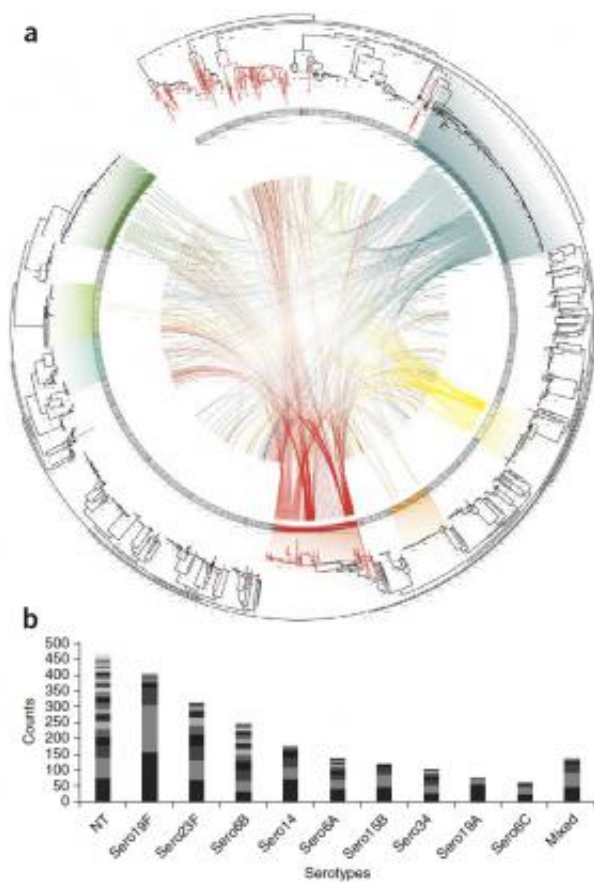 a
b
500
450
400
350
300
250
200
150
100
50
0
Counts
NT
Sero19F
Sero23F
Sero6B
Sero14
Sero6A
Sero15B
Sero34
Sero19A
Sero6C
Mixed
Serotypes